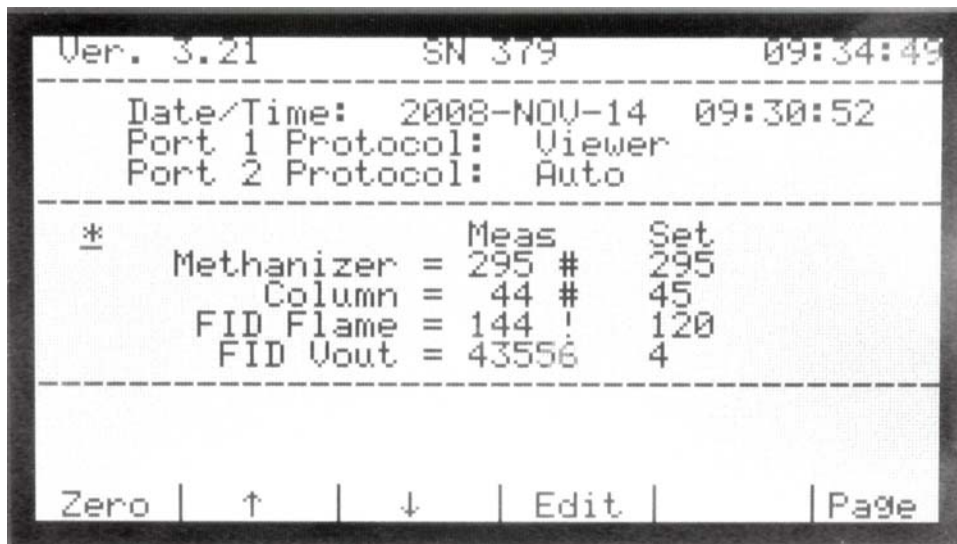 Ver. 3.21 SN 379 09:34:49
Date/Time: 2008-NOV-14 09:30:52
Port 1 Protocol: Viewer
Port 2 Protocol: Auto
* Meas Set
Methanizer = 295 # 295
Column = 44 # 45
FID Flame = 144 ! 120
FID Vout = 43556 4
Zero | ↑ | ↓ | Edit | | Page